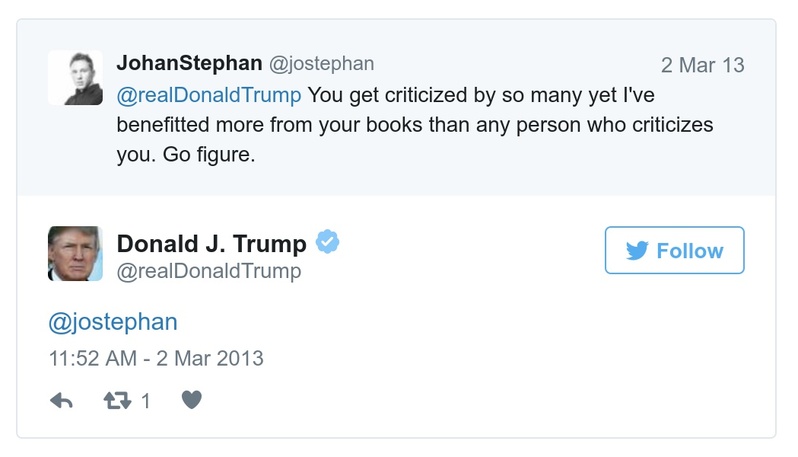 JohanStephan @jostephan 2 Mar 13
@realDonaldTrump You get criticized by so many yet I've
benefitted more from your books than any person who criticizes
you. Go figure.
Donald J. Trump
@realDonaldTrump
Follow
@jostephan
11:52 AM - 2 Mar 2013
1